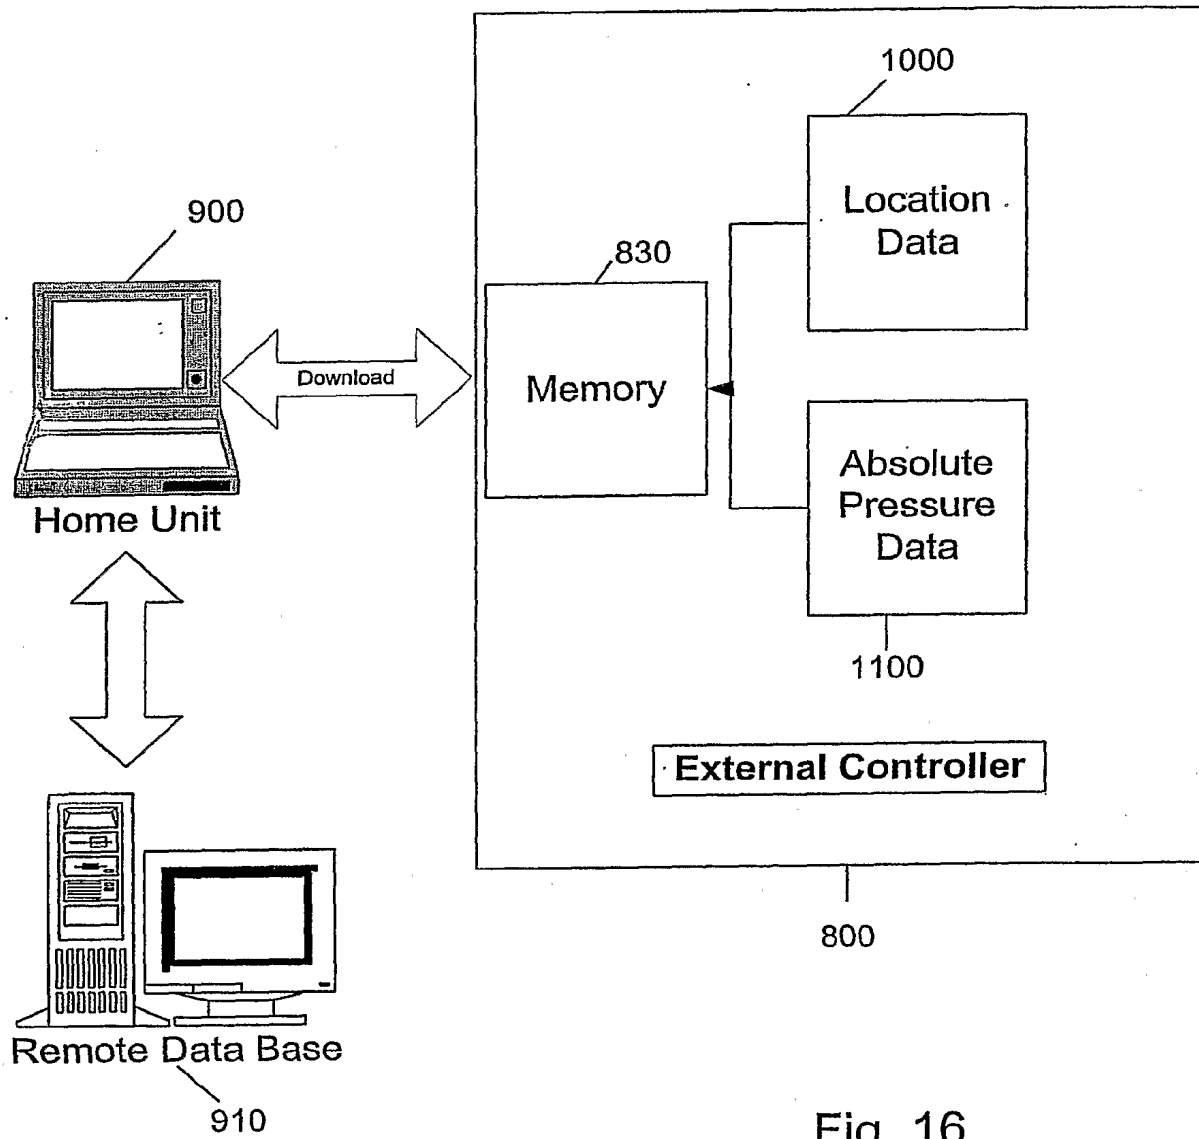 1000
Location
Data
900
830
Download
Memory
Home Unit
Absolute
Pressure
Data
1100
External Controller
800
Remote Data Base
910
Fig. 16